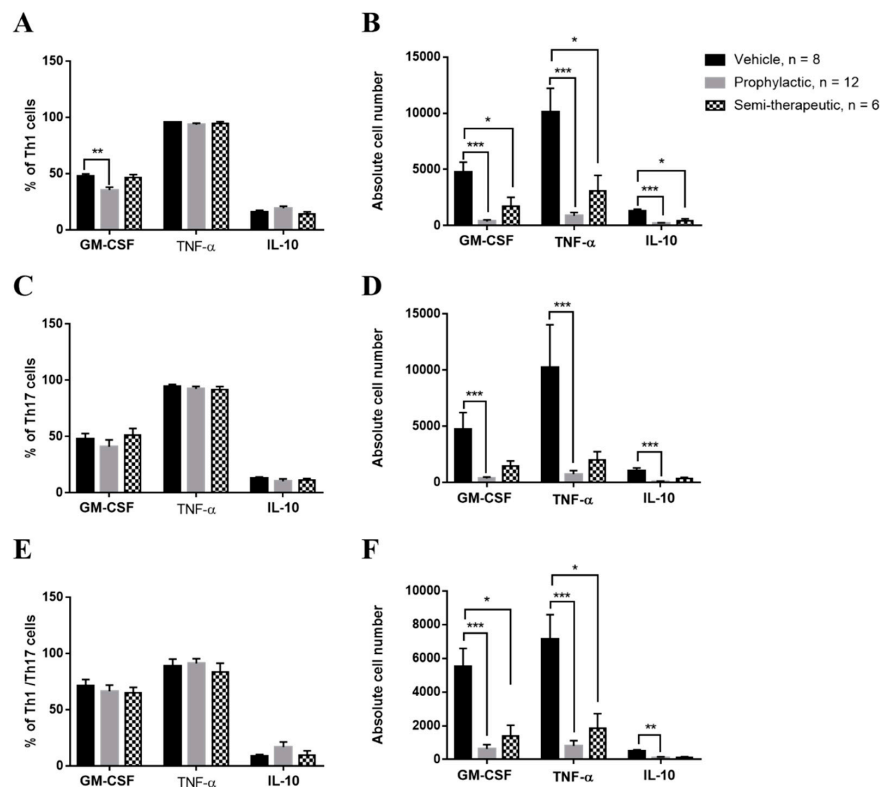 A
% of Th1 cells
150
100
50
0
**
GM-CSF TNF-α IL-10
B
Absolute cell number
15000
10000
5000
0
*
***
*
***
*
***
GM-CSF TNF-α IL-10
Vehicle, n = 8
Prophylactic, n = 12
Semi-therapeutic, n = 6
C
% of Th17 cells
150
100
50
0
GM-CSF TNF-α IL-10
D
Absolute cell number
15000
10000
5000
0
***
***
***
GM-CSF TNF-α IL-10
E
% of Th1 /Th17 cells
150
100
50
0
GM-CSF TNF-α IL-10
F
Absolute cell number
10000
8000
6000
4000
2000
0
*
***
*
***
**
GM-CSF TNF-α IL-10